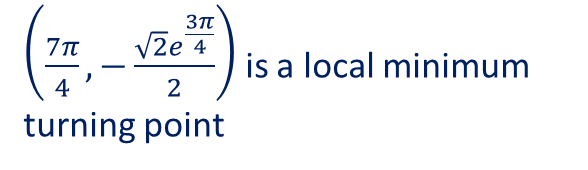 (7π/4, −√2e^(3π/4)/2) is a local minimum
turning point